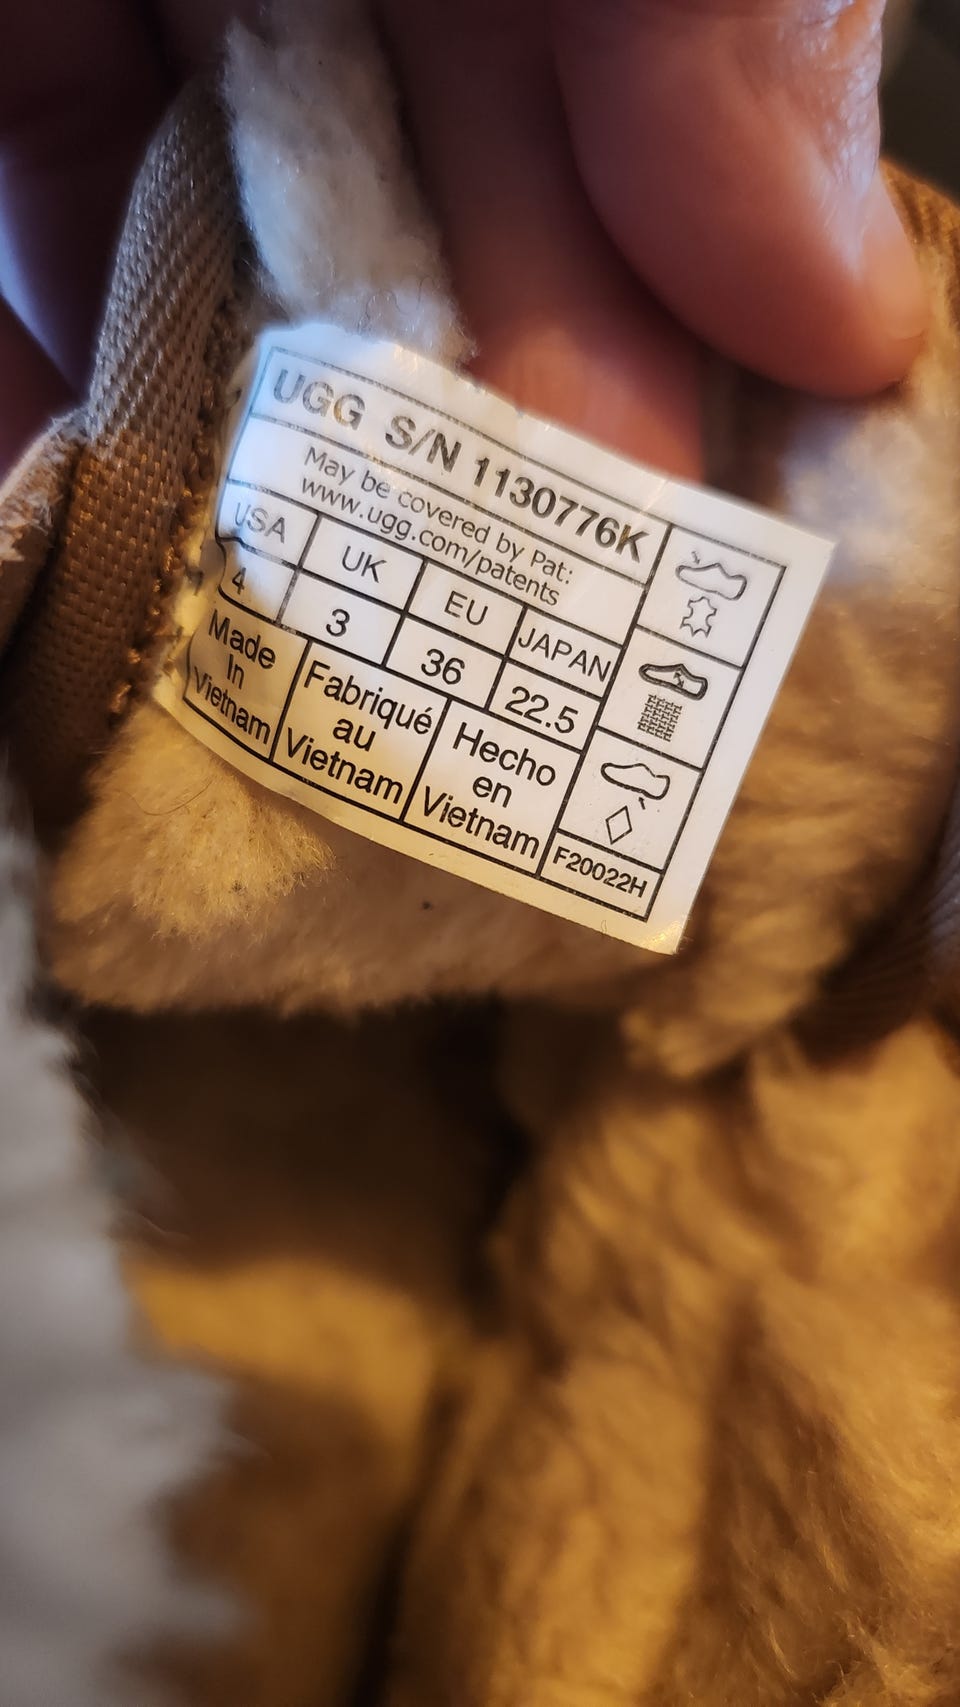 UGG S/N 1130776K
May be covered by Pat:
www.ugg.com/patents
USA UK EU JAPAN
4 3 36 22.5
Made
In
Vietnam
Fabriqué
au
Vietnam
Hecho
en
Vietnam
F20022H